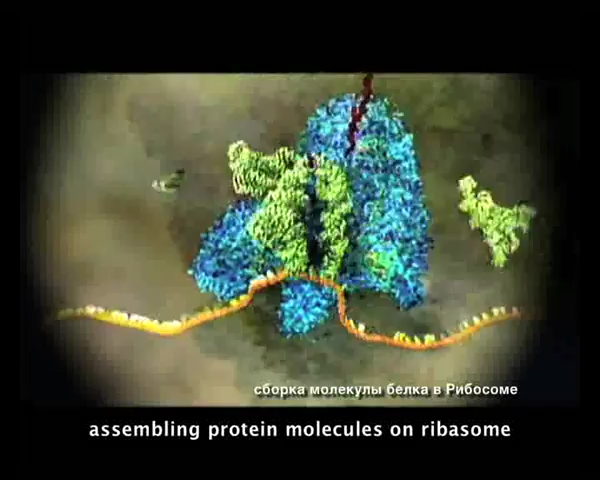 сборка молекулы белка в Рибосоме
assembling protein molecules on ribasome